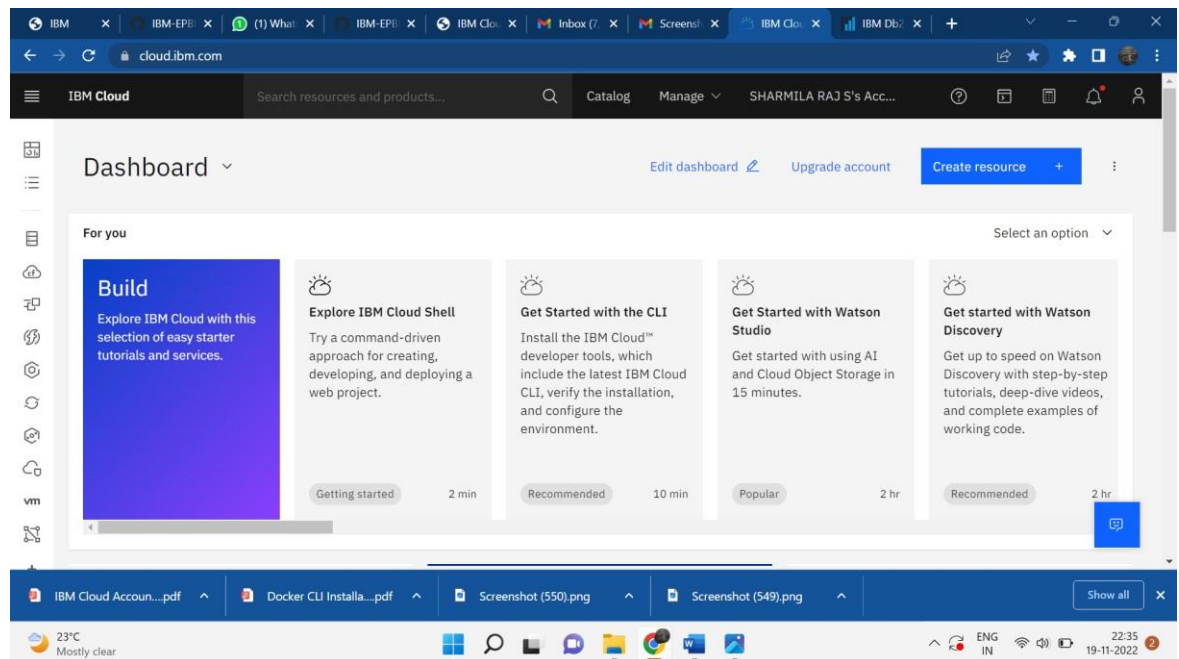 IBM
IBM-EPB
(1) What
IBM-EPB
IBM Clou
Inbox (7,
Screensh
IBM Clou
IBM Db2
cloud.ibm.com
IBM Cloud
Search resources and products...
Catalog
Manage
SHARMILA RAJ S's Acc...
Dashboard
Edit dashboard
Upgrade account
Create resource +
For you
Select an option
Build
Explore IBM Cloud with this
selection of easy starter
tutorials and services.
Explore IBM Cloud Shell
Try a command-driven
approach for creating,
developing, and deploying a
web project.
Getting started
2 min
Get Started with the CLI
Install the IBM Cloud™
developer tools, which
include the latest IBM Cloud
CLI, verify the installation,
and configure the
environment.
Recommended
10 min
Get Started with Watson
Studio
Get started with using AI
and Cloud Object Storage in
15 minutes.
Popular
2 hr
Get started with Watson
Discovery
Get up to speed on Watson
Discovery with step-by-step
tutorials, deep-dive videos,
and complete examples of
working code.
Recommended
2 hr
vm
IBM Cloud Accoun....pdf
Docker CLI Installa....pdf
Screenshot (550).png
Screenshot (549).png
Show all
23°C
Mostly clear
ENG
IN
22:35
19-11-2022
2